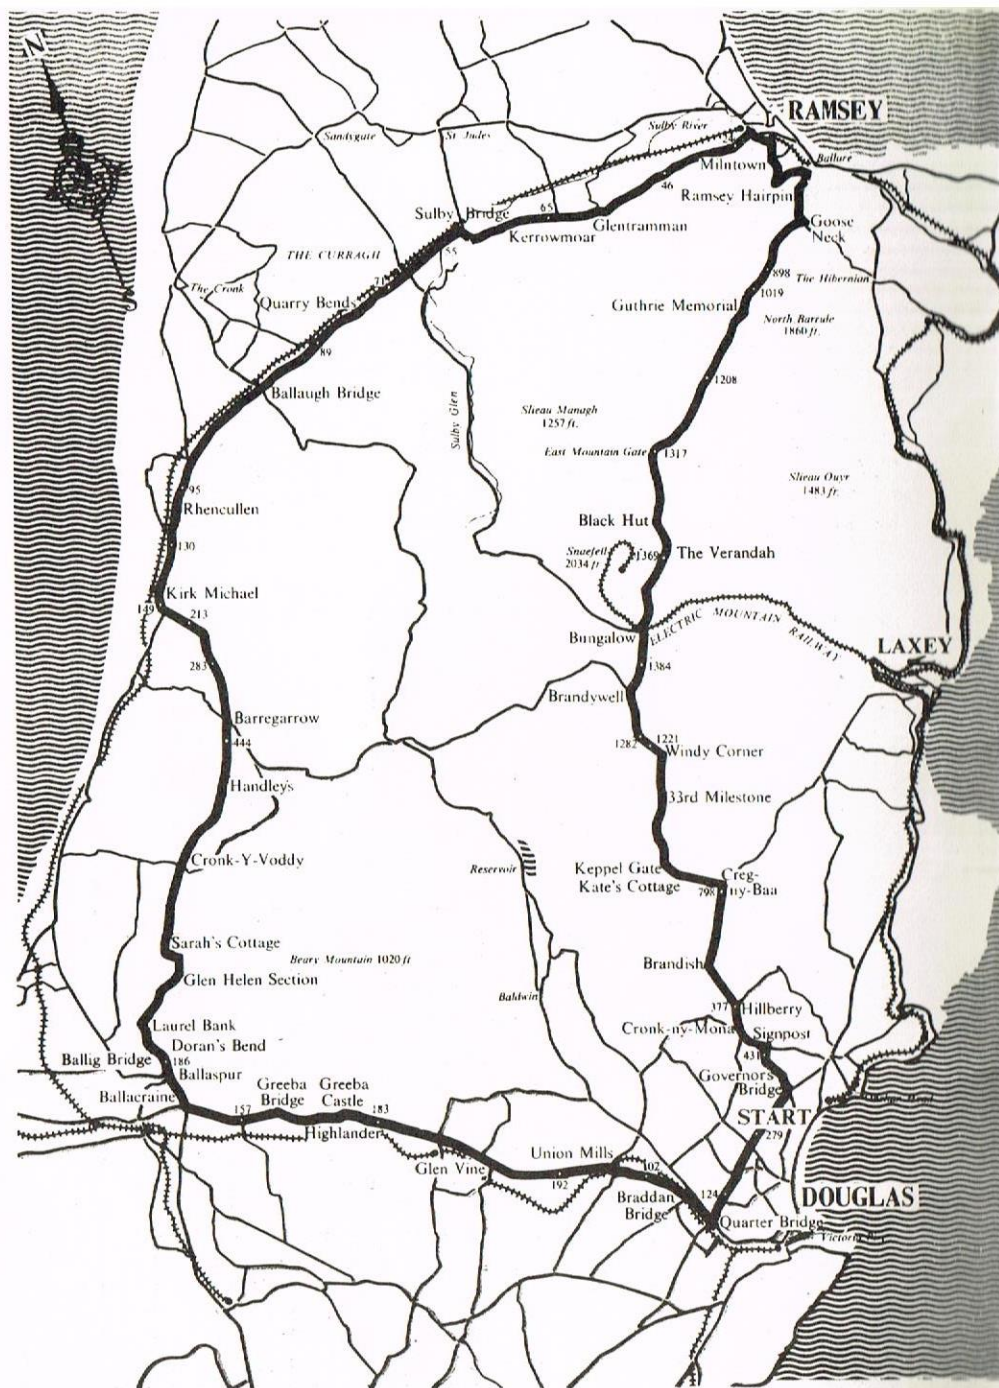 N
S
RAMSEY
Sandygate
St Judes
Sulby River
24
Milntown
Ballure
46
Ramsey Hairpin
Sulby Bridge
65
Glentramman
Kerrowmoar
Goose
Neck
55
THE CURRAGH
71
The Cronk
Quarry Bends
898
The Hibernian
1019
Guthrie Memorial
North Barrule
1860 ft.
89
Ballaugh Bridge
1208
Sulby Glen
Slieau Managh
1257 ft.
East Mountain Gate
1317
Slieau Ouyr
1483 ft.
95
Rhencullen
Black Hut
130
Snaefell
2034 ft
1369
The Verandah
Kirk Michael
149
213
ELECTRIC MOUNTAIN RAILWAY
Bungalow
LAXEY
283
1384
Brandywell
Barregarrow
444
1282
1221
Windy Corner
Handley's
33rd Milestone
Cronk-Y-Voddy
Reservoir
Keppel Gate
Kate's Cottage
Creg-
ny-Baa
798
Sarah's Cottage
Beary Mountain 1020 ft
Brandish
Glen Helen Section
Baldwin
377
Hillberry
Laurel Bank
Cronk-ny-Mona
Signpost
Doran's Bend
Ballig Bridge
186
431
Ballaspur
Governor's
Bridge
Ballacraine
Greeba
Bridge
Greeba
Castle
157
183
START
279
Highlander
Union Mills
Glen Vine
192
102
Braddan
Bridge
124
DOUGLAS
Quarter Bridge